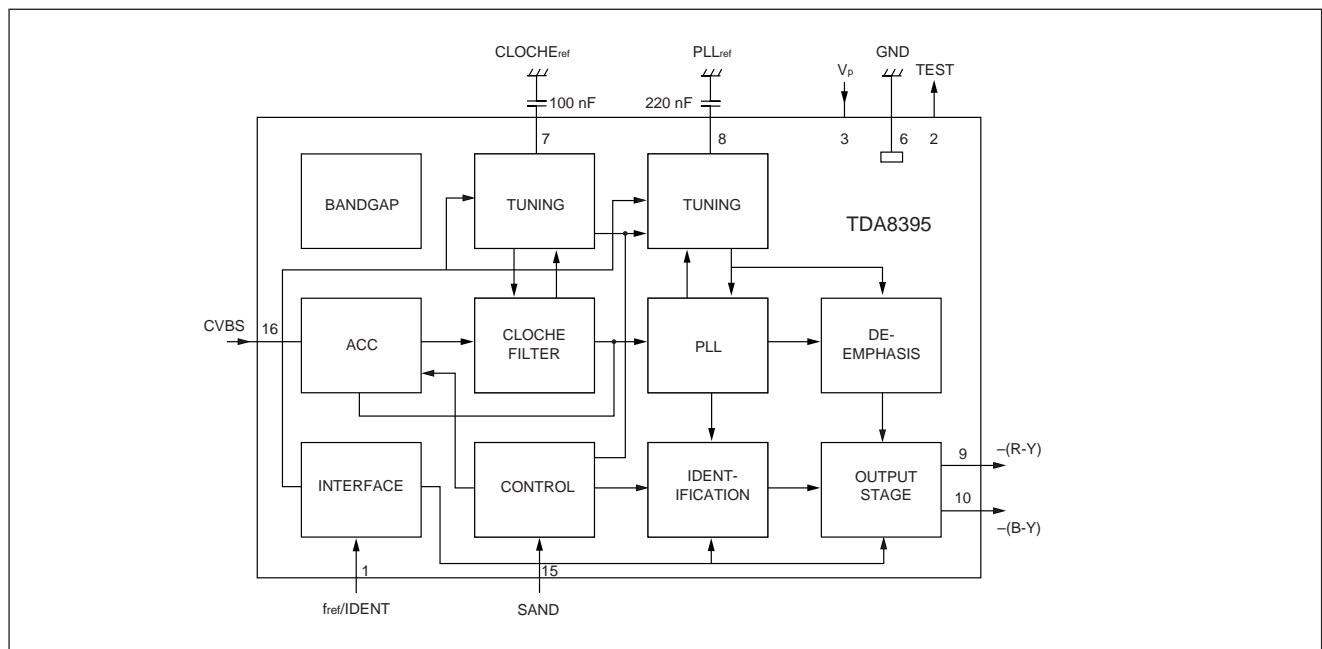 CLOCHEref
PLLref
GND
Vp
TEST
100 nF
220 nF
7
8
3
6
2
BANDGAP
TUNING
TUNING
TDA8395
CVBS
16
ACC
CLOCHE
FILTER
PLL
DE-
EMPHASIS
INTERFACE
CONTROL
IDENT-
IFICATION
OUTPUT
STAGE
9
–(R-Y)
10
–(B-Y)
1
15
fref/IDENT
SAND